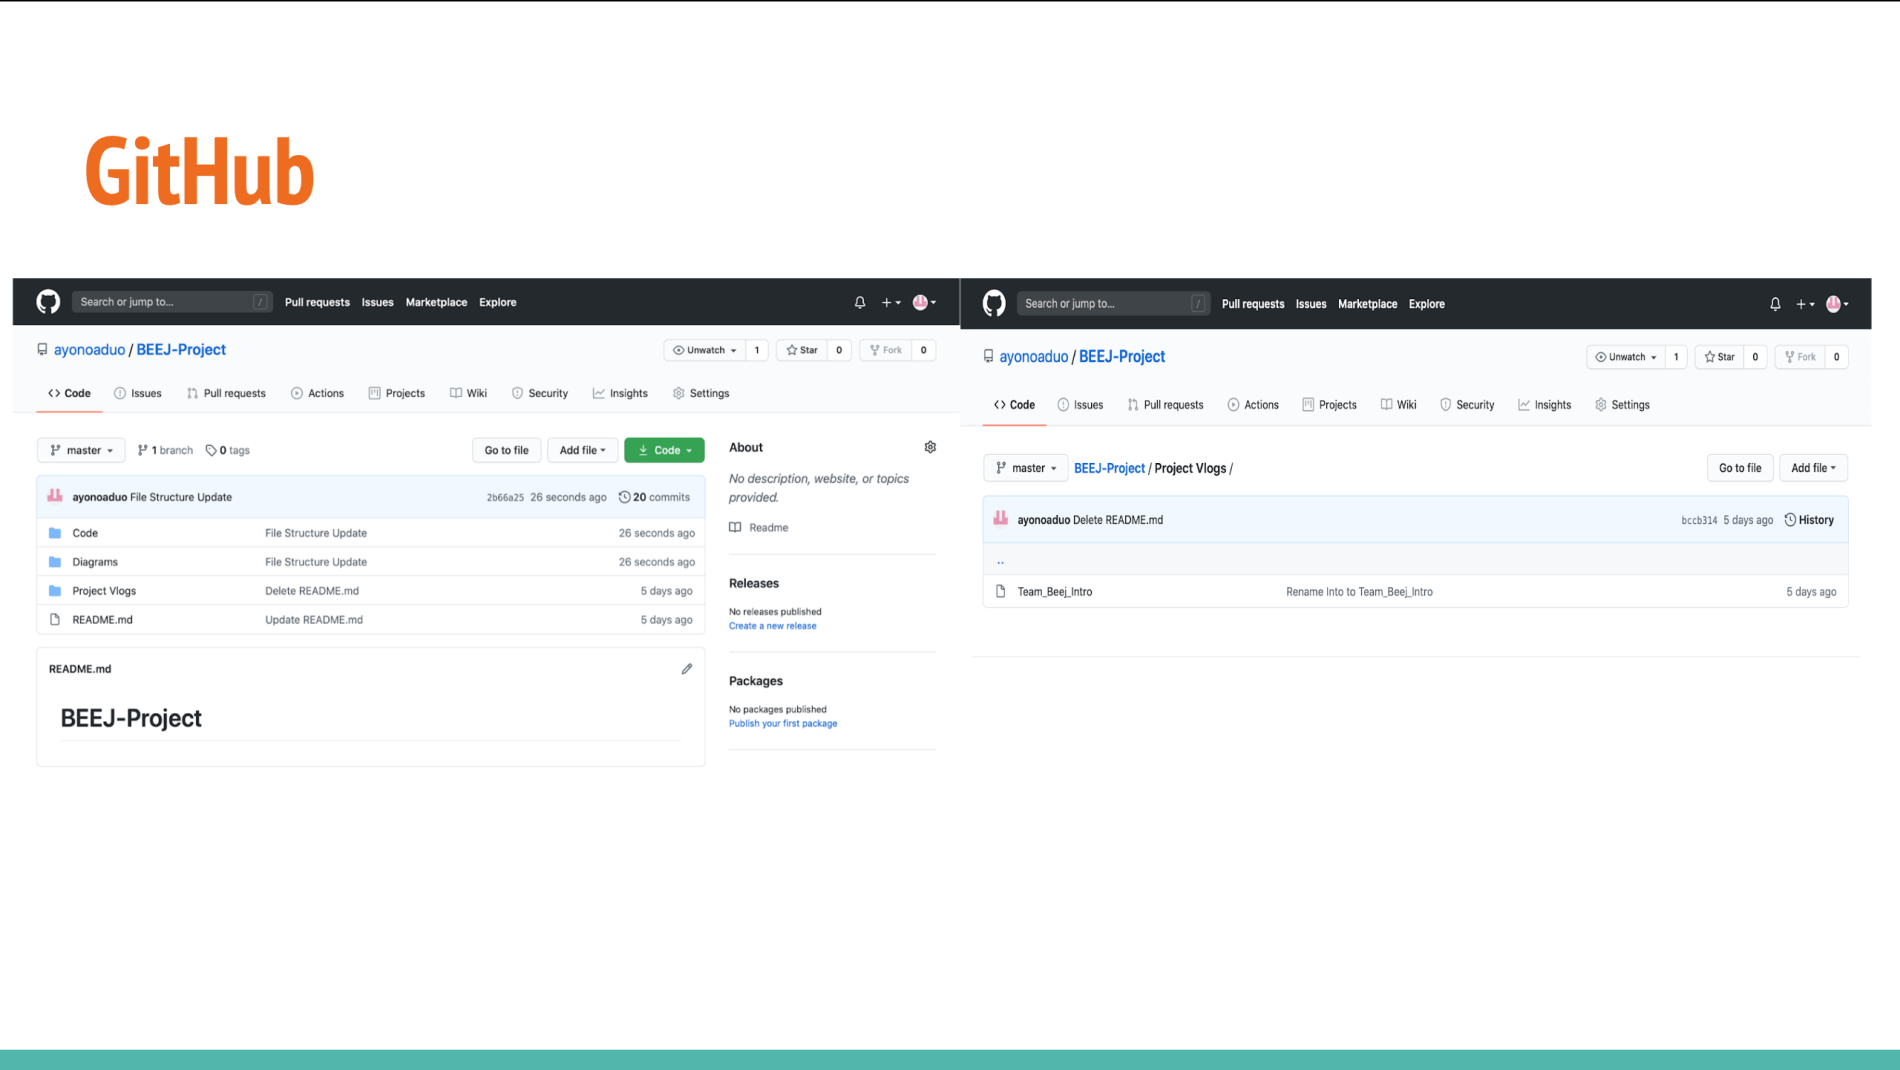 GitHub
Search or jump to... / Pull requests Issues Marketplace Explore
ayonoaduo / BEEJ-Project Unwatch 1 Star 0 Fork 0
Code Issues Pull requests Actions Projects Wiki Security Insights Settings
master 1 branch 0 tags Go to file Add file Code
ayonoaduo File Structure Update 2b66a25 26 seconds ago 20 commits
Code File Structure Update 26 seconds ago
Diagrams File Structure Update 26 seconds ago
Project Vlogs Delete README.md 5 days ago
README.md Update README.md 5 days ago
README.md
BEEJ-Project
About
No description, website, or topics
provided.
Readme
Releases
No releases published
Create a new release
Packages
No packages published
Publish your first package
Search or jump to... / Pull requests Issues Marketplace Explore
ayonoaduo / BEEJ-Project Unwatch 1 Star 0 Fork 0
Code Issues Pull requests Actions Projects Wiki Security Insights Settings
master BEEJ-Project / Project Vlogs / Go to file Add file
ayonoaduo Delete README.md bccb314 5 days ago History
..
Team_Beej_Intro Rename Into to Team_Beej_Intro 5 days ago